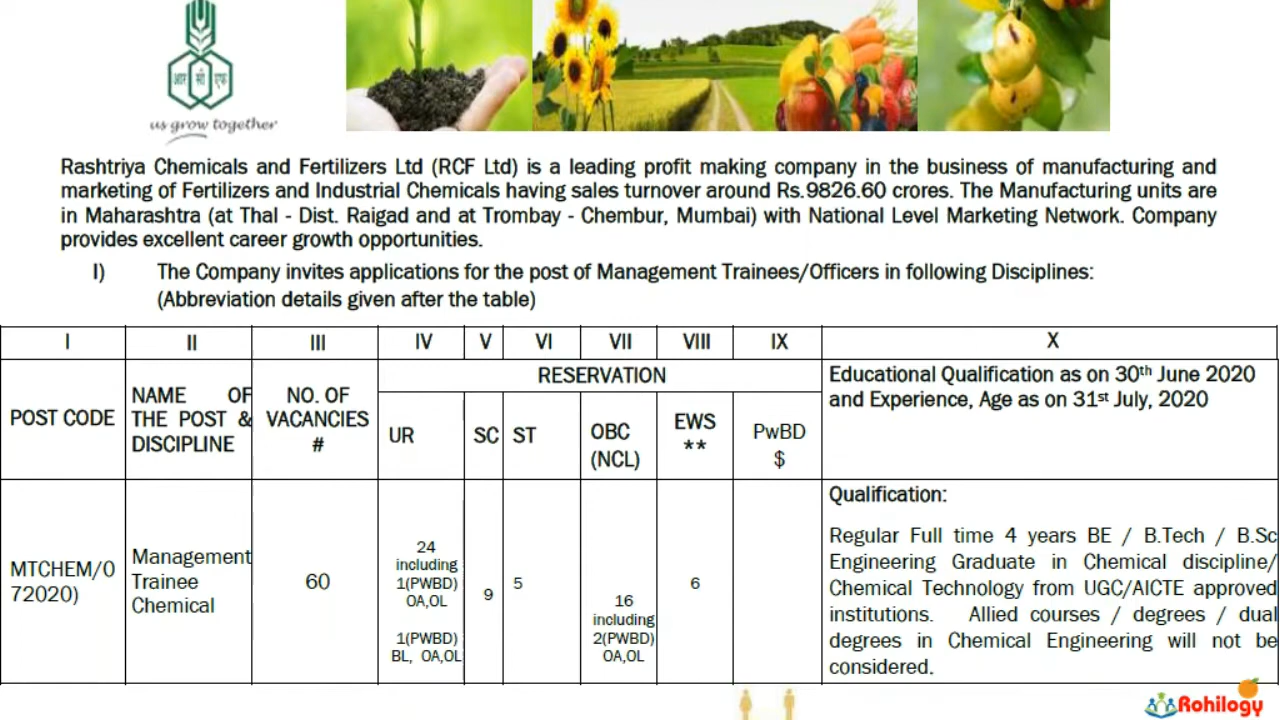 आर सी एफ
us grow together
Rashtriya Chemicals and Fertilizers Ltd (RCF Ltd) is a leading profit making company in the business of manufacturing and
marketing of Fertilizers and Industrial Chemicals having sales turnover around Rs.9826.60 crores. The Manufacturing units are
in Maharashtra (at Thal - Dist. Raigad and at Trombay - Chembur, Mumbai) with National Level Marketing Network. Company
provides excellent career growth opportunities.
I) The Company invites applications for the post of Management Trainees/Officers in following Disciplines:
(Abbreviation details given after the table)
I II III IV V VI VII VIII IX X
POST CODE
NAME OF
THE POST &
DISCIPLINE
NO. OF
VACANCIES
#
RESERVATION
UR
SC
ST
OBC
(NCL)
EWS
**
PwBD
$
Educational Qualification as on 30th June 2020
and Experience, Age as on 31st July, 2020
MTCHEM/0
72020)
Management
Trainee
Chemical
60
24
including
1(PWBD)
OA,OL
1(PWBD)
BL, OA,OL
9
5
16
including
2(PWBD)
OA,OL
6
Qualification:
Regular Full time 4 years BE / B.Tech / B.Sc
Engineering Graduate in Chemical discipline/
Chemical Technology from UGC/AICTE approved
institutions. Allied courses / degrees / dual
degrees in Chemical Engineering will not be
considered.
Rohilogy